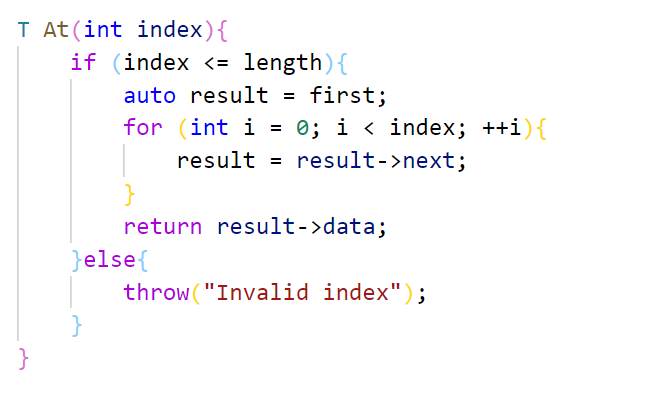 T At(int index){
    if (index <= length){
        auto result = first;
        for (int i = 0; i < index; ++i){
            result = result->next;
        }
        return result->data;
    }else{
        throw("Invalid index");
    }
}